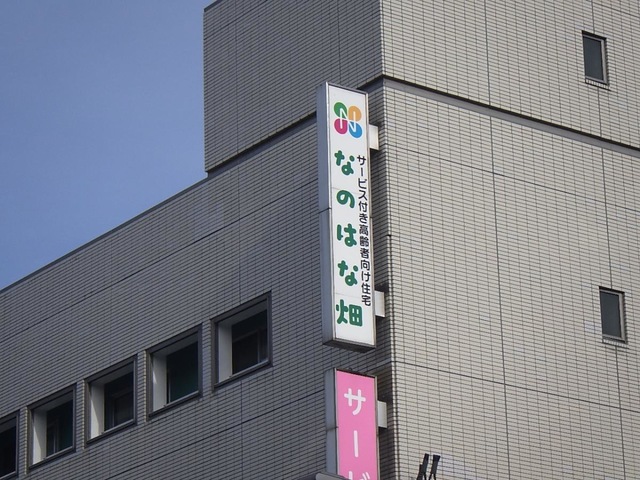 サービス付き高齢者向け住宅
なのはな畑
サービ